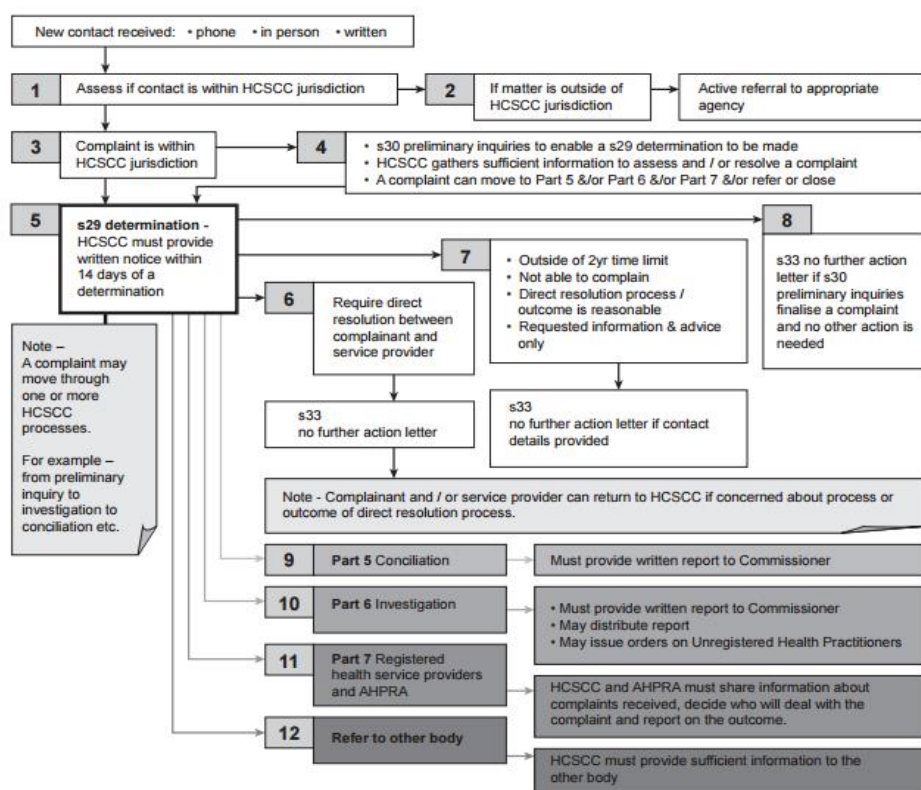 New contact received: • phone • in person • written
1
Assess if contact is within HCSCC jurisdiction
2
If matter is outside of
HCSCC jurisdiction
Active referral to appropriate
agency
3
Complaint is within
HCSCC jurisdiction
4
• s30 preliminary inquiries to enable a s29 determination to be made
• HCSCC gathers sufficient information to assess and / or resolve a complaint
• A complaint can move to Part 5 &/or Part 6 &/or Part 7 &/or refer or close
5
s29 determination -
HCSCC must provide
written notice within
14 days of a
determination
6
Require direct
resolution between
complainant and
service provider
7
• Outside of 2yr time limit
• Not able to complain
• Direct resolution process /
outcome is reasonable
• Requested information & advice
only
8
s33 no further action
letter if s30
preliminary inquiries
finalise a complaint
and no other action is
needed
Note –
A complaint may
move through
one or more
HCSCC
processes.
For example –
from preliminary
inquiry to
investigation to
conciliation etc.
s33
no further action letter
s33
no further action letter if contact
details provided
Note - Complainant and / or service provider can return to HCSCC if concerned about process or
outcome of direct resolution process.
9
Part 5 Conciliation
Must provide written report to Commissioner
10
Part 6 Investigation
• Must provide written report to Commissioner
• May distribute report
• May issue orders on Unregistered Health Practitioners
11
Part 7 Registered
health service providers
and AHPRA
HCSCC and AHPRA must share information about
complaints received, decide who will deal with the
complaint and report on the outcome.
12
Refer to other body
HCSCC must provide sufficient information to the
other body